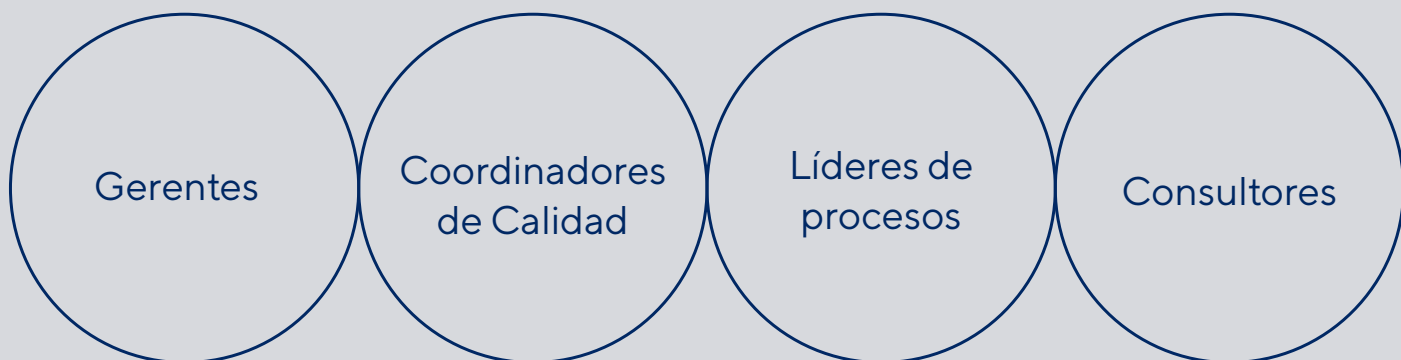 Gerentes
Coordinadores
de Calidad
Líderes de
procesos
Consultores